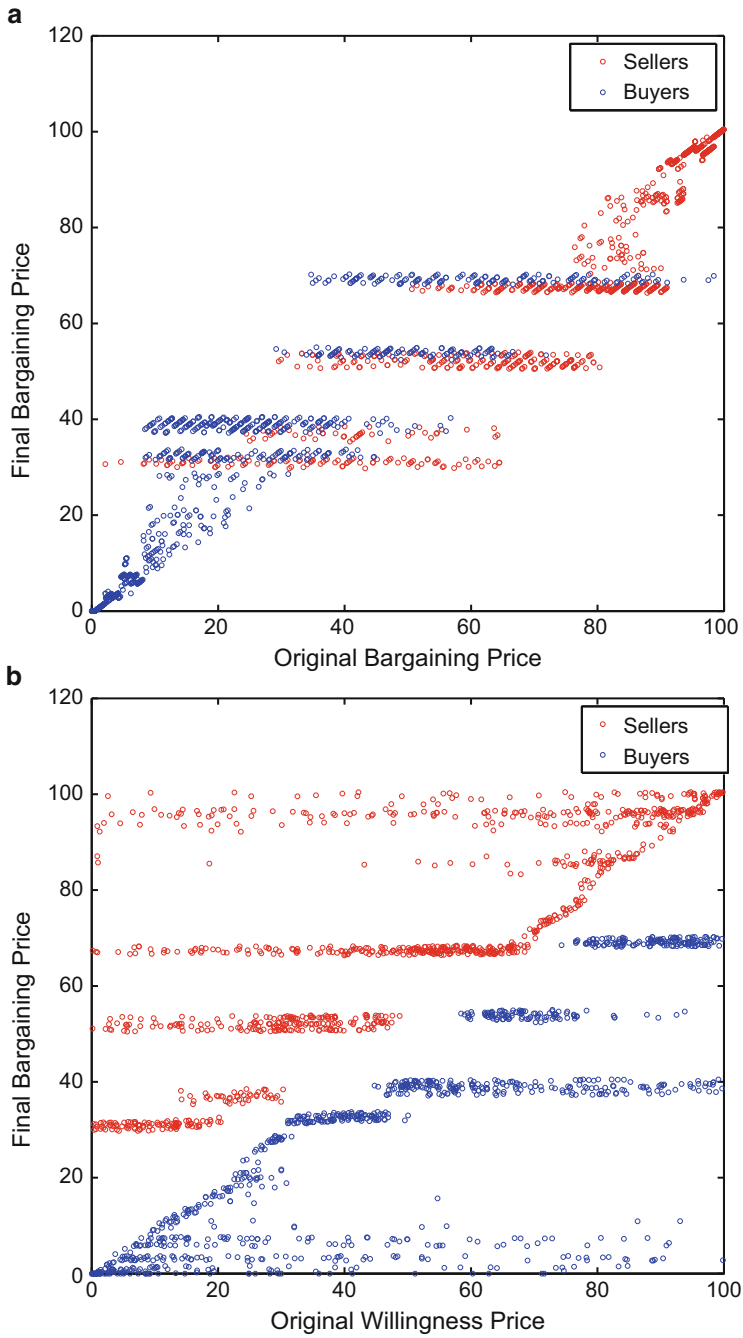 a
120
100
80
60
40
20
0
Final Bargaining Price
Sellers
Buyers
0 20 40 60 80 100
Original Bargaining Price
b
120
100
80
60
40
20
0
Final Bargaining Price
Sellers
Buyers
0 20 40 60 80 100
Original Willingness Price